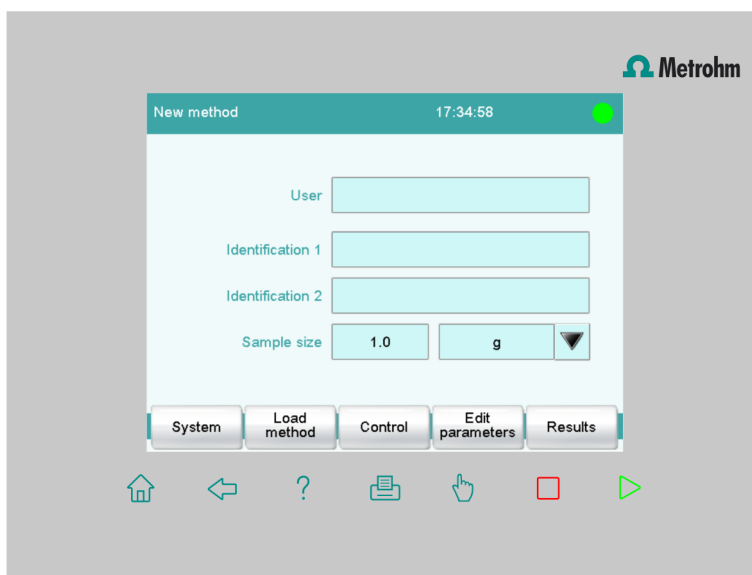 Metrohm
New method 17:34:58
User
Identification 1
Identification 2
Sample size 1.0 g
System Load method Control Edit parameters Results
?